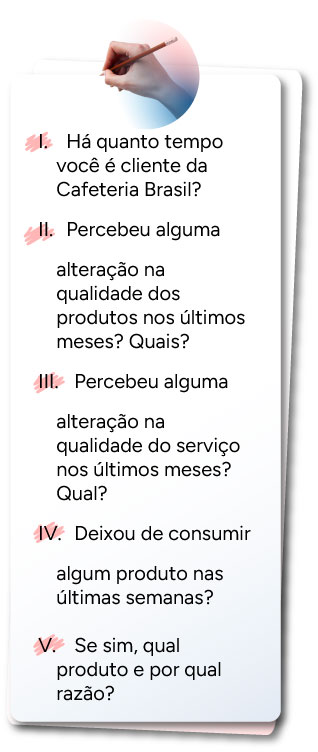 I. Há quanto tempo
você é cliente da
Cafeteria Brasil?
II. Percebeu alguma
alteração na
qualidade dos
produtos nos últimos
meses? Quais?
III. Percebeu alguma
alteração na
qualidade do serviço
nos últimos meses?
Qual?
IV. Deixou de consumir
algum produto nas
últimas semanas?
V. Se sim, qual
produto e por qual
razão?